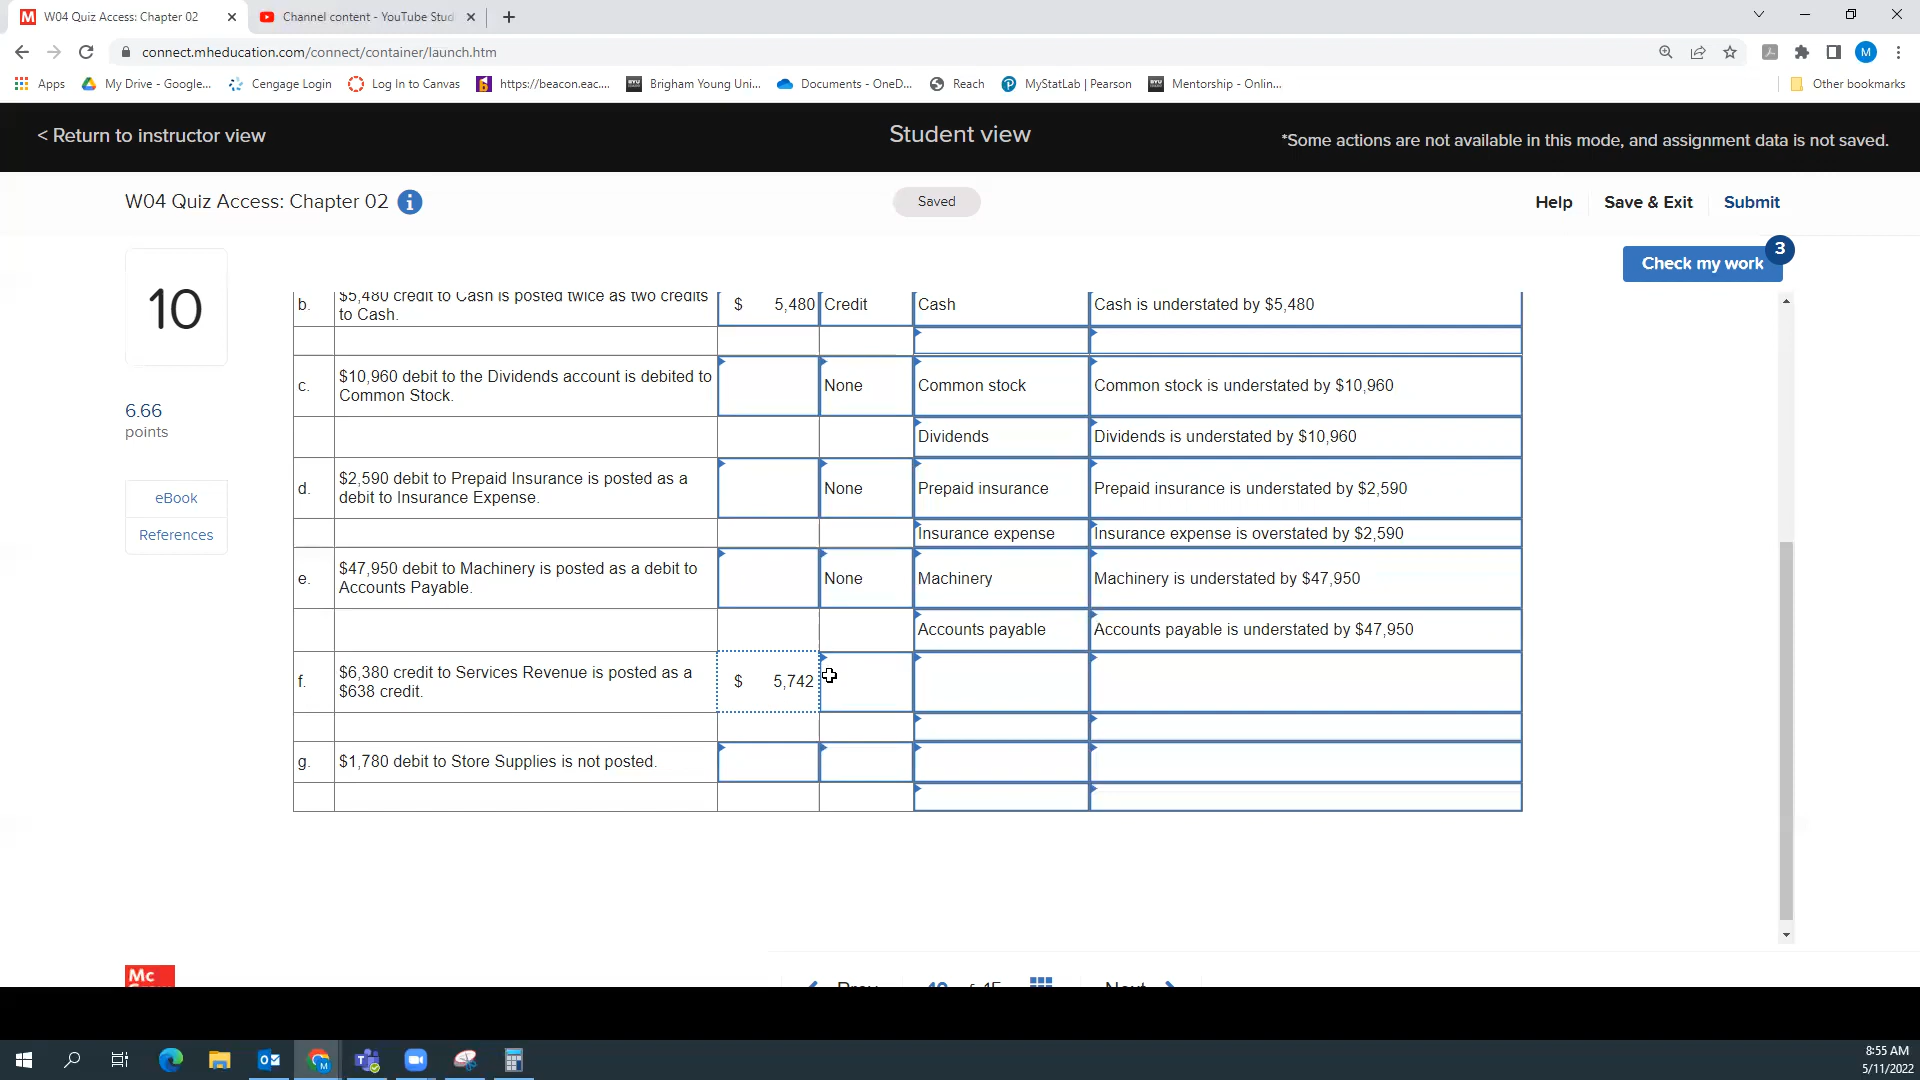 W04 Quiz Access: Chapter 02
Channel content - YouTube Stud
connect.mheducation.com/connect/container/launch.htm
M
Apps
My Drive - Google...
Cengage Login
Log In to Canvas
https://beacon.eac....
Brigham Young Uni...
Documents - OneD...
Reach
MyStatLab | Pearson
Mentorship - Onlin...
Other bookmarks
< Return to instructor view
Student view
*Some actions are not available in this mode, and assignment data is not saved.
W04 Quiz Access: Chapter 02
Saved
Help
Save & Exit
Submit
3
Check my work
10
6.66
points
eBook
References
b. $5,480 credit to Cash is posted twice as two credits
to Cash.
$ 5,480 Credit Cash Cash is understated by $5,480
c. $10,960 debit to the Dividends account is debited to
Common Stock.
None Common stock Common stock is understated by $10,960
Dividends Dividends is understated by $10,960
d. $2,590 debit to Prepaid Insurance is posted as a
debit to Insurance Expense.
None Prepaid insurance Prepaid insurance is understated by $2,590
Insurance expense Insurance expense is overstated by $2,590
e. $47,950 debit to Machinery is posted as a debit to
Accounts Payable.
None Machinery Machinery is understated by $47,950
Accounts payable Accounts payable is understated by $47,950
f. $6,380 credit to Services Revenue is posted as a
$638 credit.
$ 5,742
g. $1,780 debit to Store Supplies is not posted.
Mc
Prev
of 15
Next
8:55 AM
5/11/2022